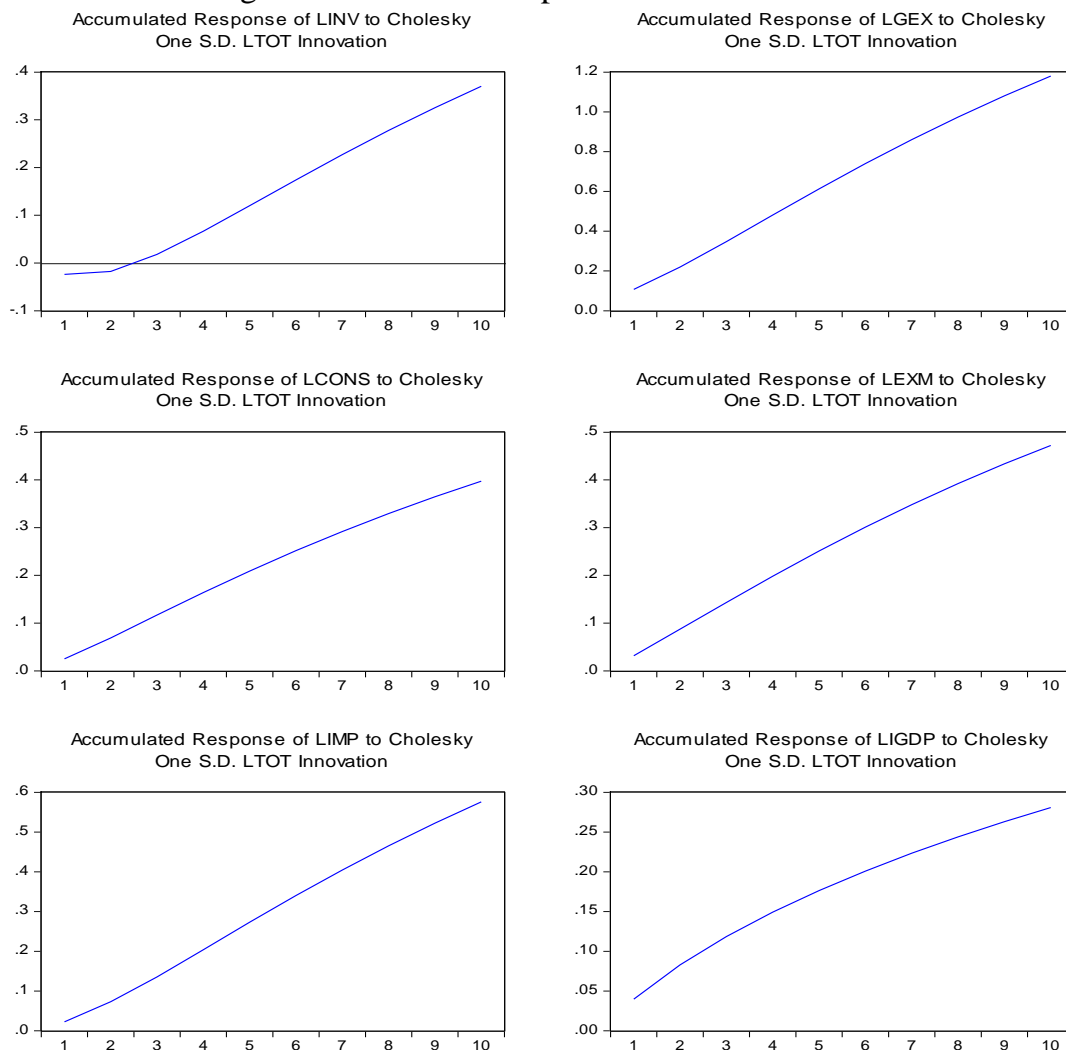 Accumulated Response of LINV to Cholesky
One S.D. LTOT Innovation
.4
.3
.2
.1
.0
-.1
1 2 3 4 5 6 7 8 9 10
Accumulated Response of LGEX to Cholesky
One S.D. LTOT Innovation
1.2
1.0
0.8
0.6
0.4
0.2
0.0
1 2 3 4 5 6 7 8 9 10
Accumulated Response of LCONS to Cholesky
One S.D. LTOT Innovation
.5
.4
.3
.2
.1
.0
1 2 3 4 5 6 7 8 9 10
Accumulated Response of LEXM to Cholesky
One S.D. LTOT Innovation
.5
.4
.3
.2
.1
.0
1 2 3 4 5 6 7 8 9 10
Accumulated Response of LIMP to Cholesky
One S.D. LTOT Innovation
.6
.5
.4
.3
.2
.1
.0
1 2 3 4 5 6 7 8 9 10
Accumulated Response of LIGDP to Cholesky
One S.D. LTOT Innovation
.30
.25
.20
.15
.10
.05
.00
1 2 3 4 5 6 7 8 9 10